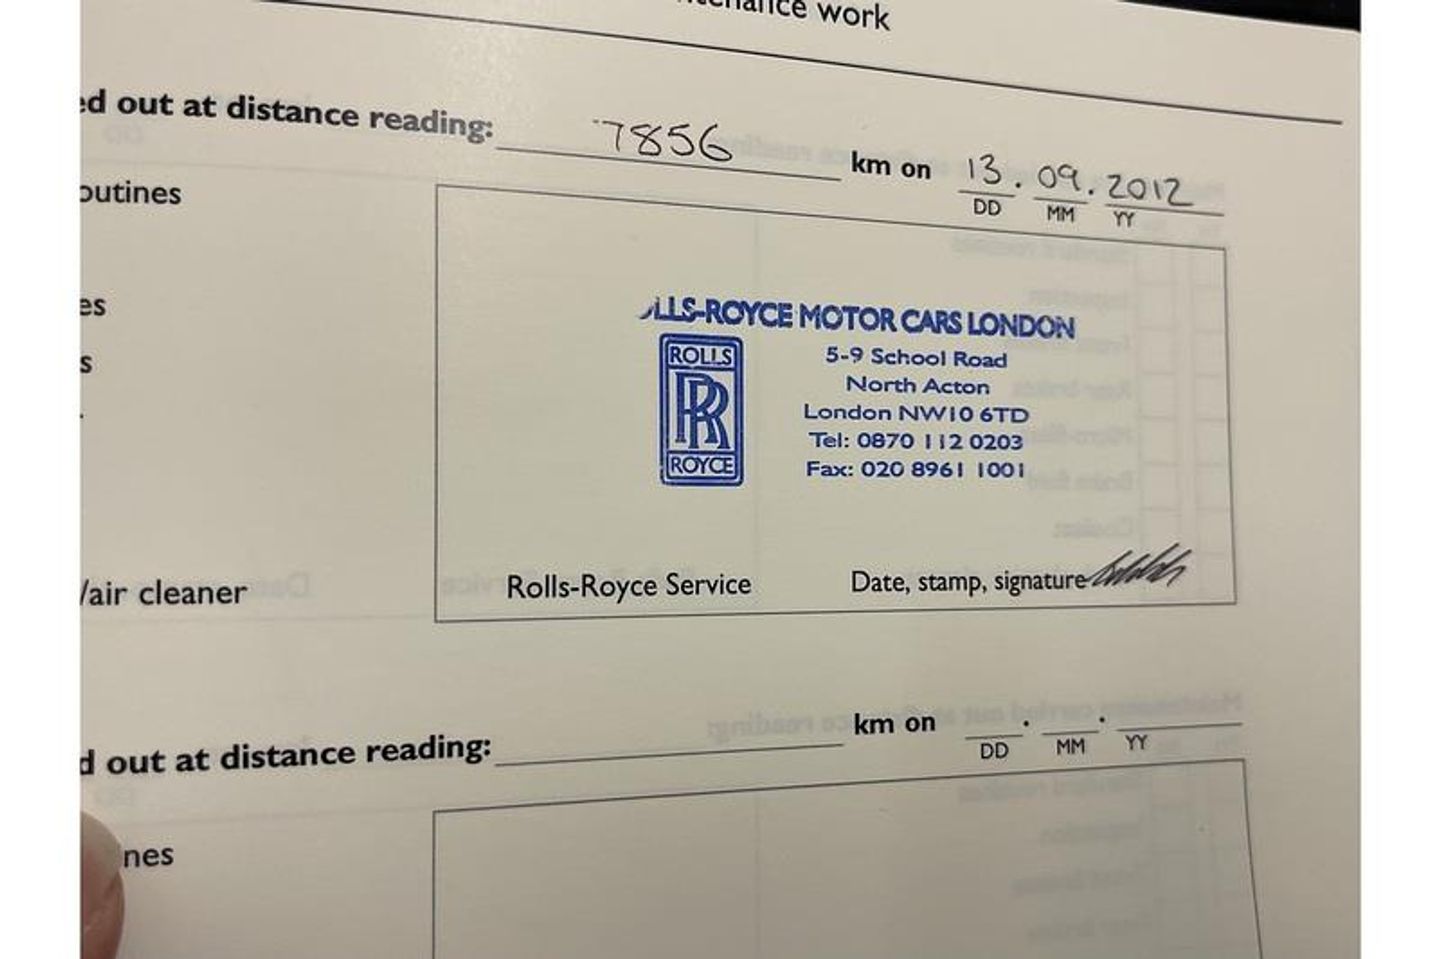 work
ed out at distance reading: 7856 km on 13.09.2012
DD MM YY
outines
es
s
/air cleaner
LLS-ROYCE MOTOR CARS LONDON
ROLLS
RR
ROYCE
5-9 School Road
North Acton
London NW10 6TD
Tel: 0870 112 0203
Fax: 020 8961 1001
Rolls-Royce Service
Date, stamp, signature
d out at distance reading: km on . .
DD MM YY
nes